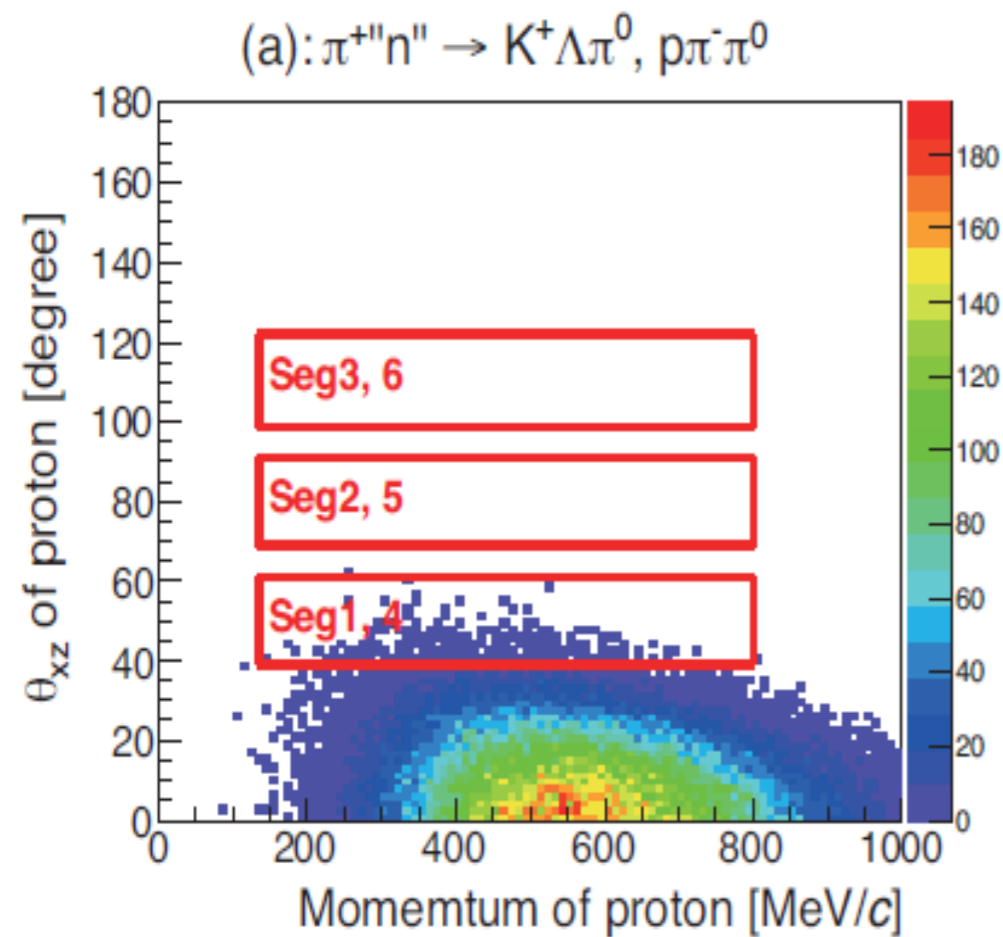 (a): π⁺"n" → K⁺Λπ⁰, pπ⁻π⁰
180
160
140
120
100
80
60
40
20
0
θxz of proton [degree]
Seg3, 6
Seg2, 5
Seg1, 4
0 200 400 600 800 1000
Momemtum of proton [MeV/c]
180
160
140
120
100
80
60
40
20
0